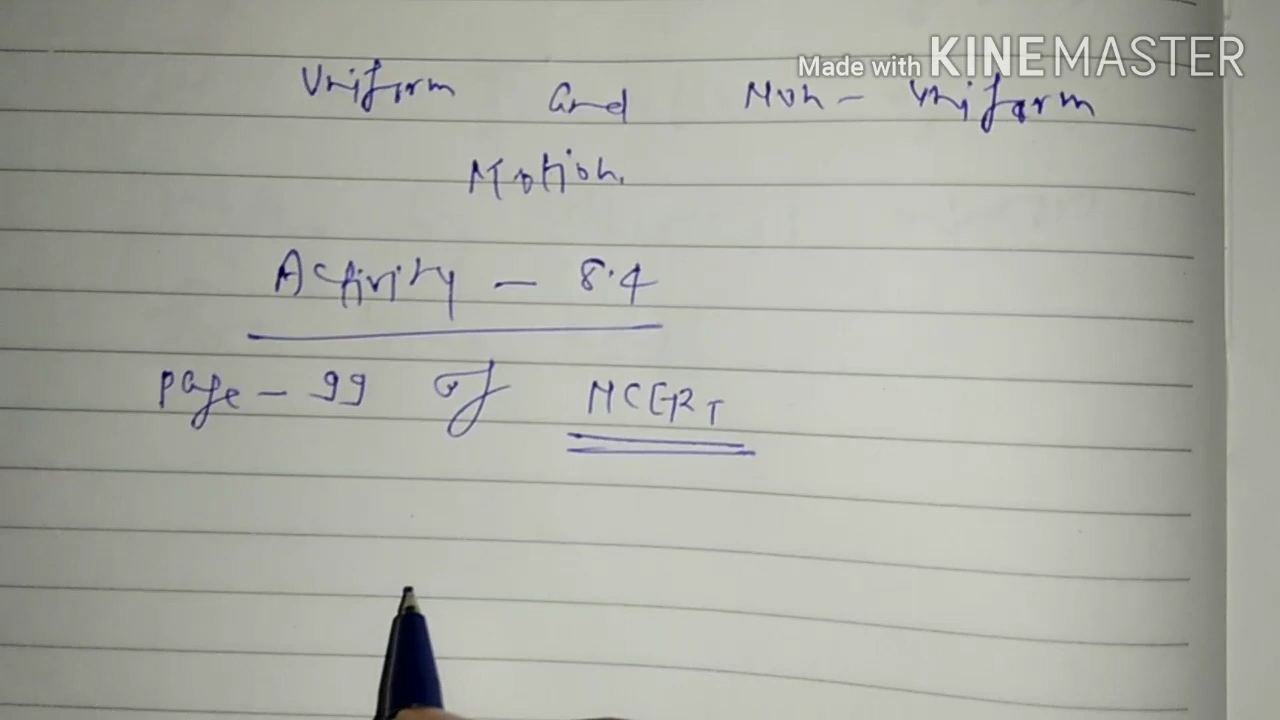 Made with KINEMASTER
Uniform and Non - uniform
Motion.
Activity - 8.4
page - 99 of NCERT